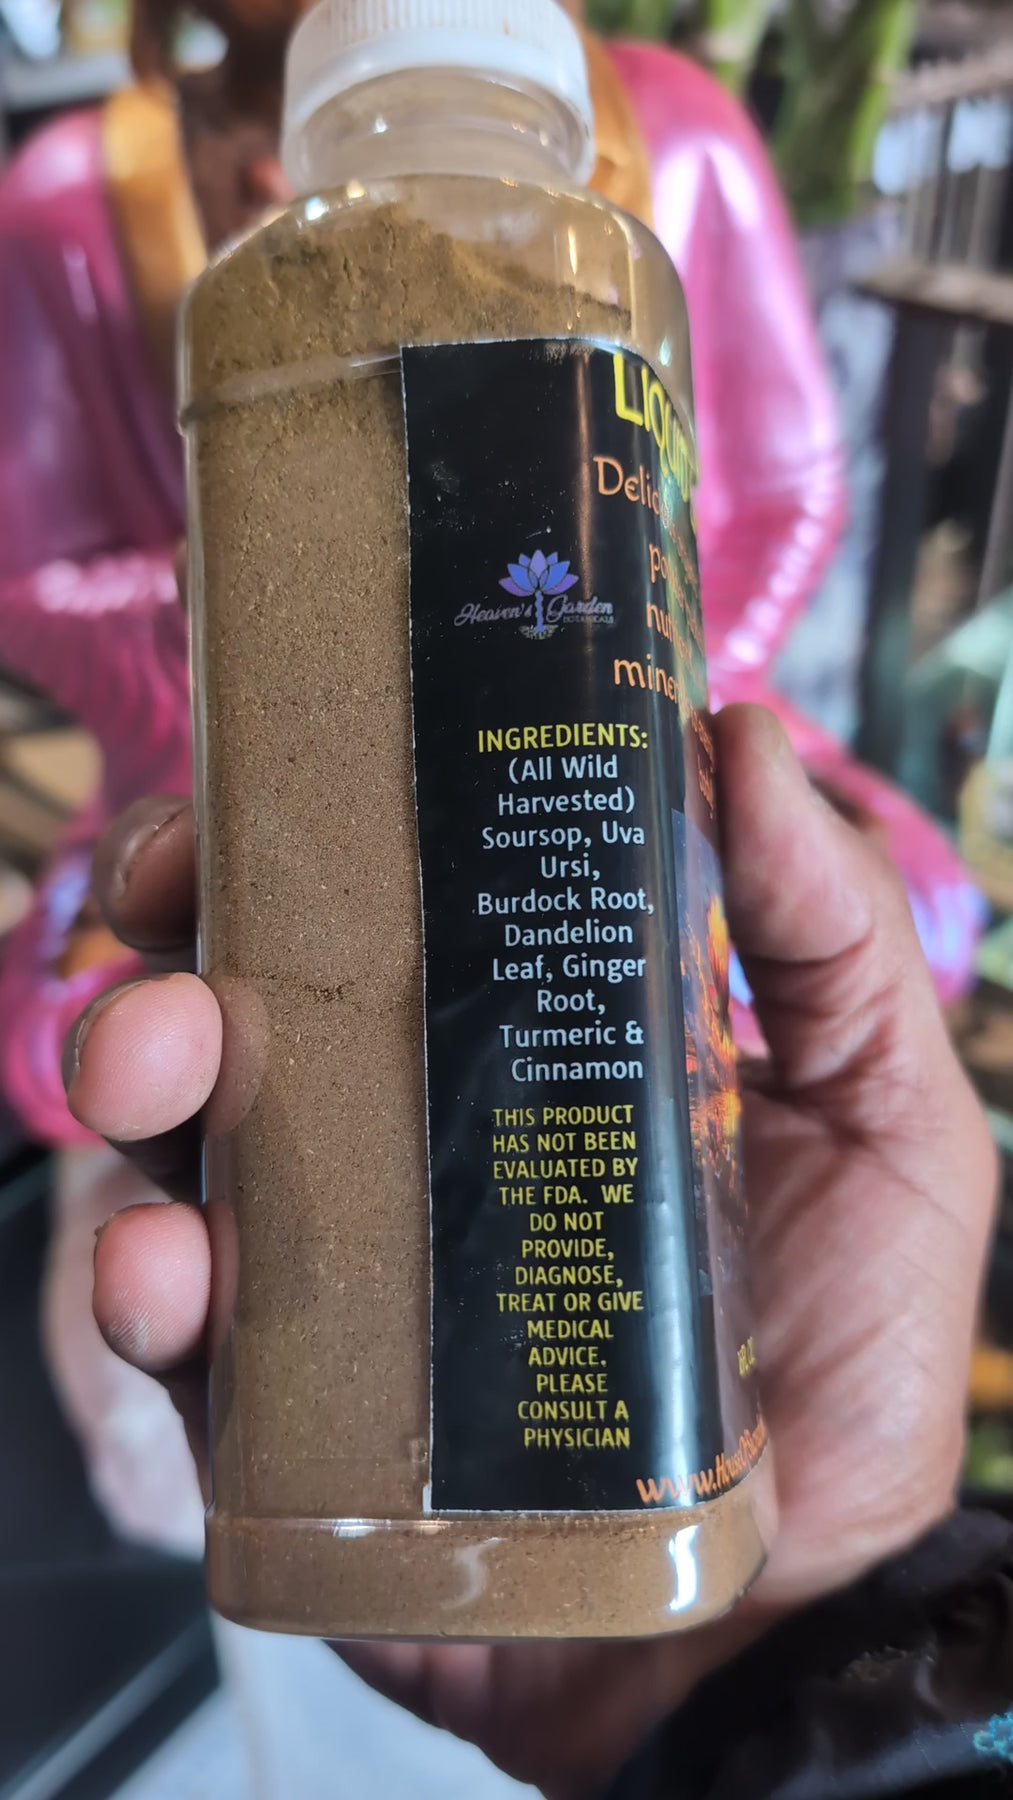 Heaven's Garden
BOTANICALS
INGREDIENTS:
(All Wild
Harvested)
Soursop, Uva
Ursi,
Burdock Root,
Dandelion
Leaf, Ginger
Root,
Turmeric &
Cinnamon
THIS PRODUCT
HAS NOT BEEN
EVALUATED BY
THE FDA. WE
DO NOT
PROVIDE,
DIAGNOSE,
TREAT OR GIVE
MEDICAL
ADVICE.
PLEASE
CONSULT A
PHYSICIAN